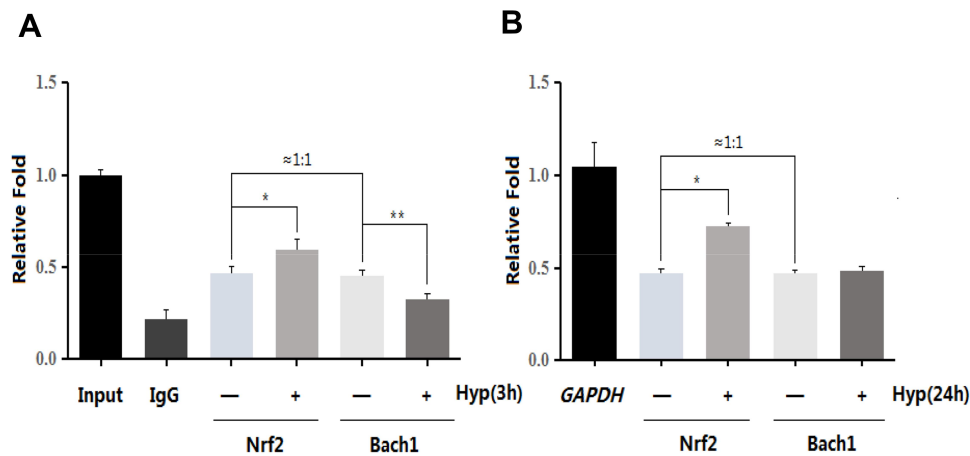 A
Relative Fold
1.5
1.0
0.5
0.0
≈1:1
*
**
Input IgG — + — + Hyp(3h)
Nrf2 Bach1
B
Relative Fold
1.5
1.0
0.5
0.0
≈1:1
*
GAPDH — + — + Hyp(24h)
Nrf2 Bach1